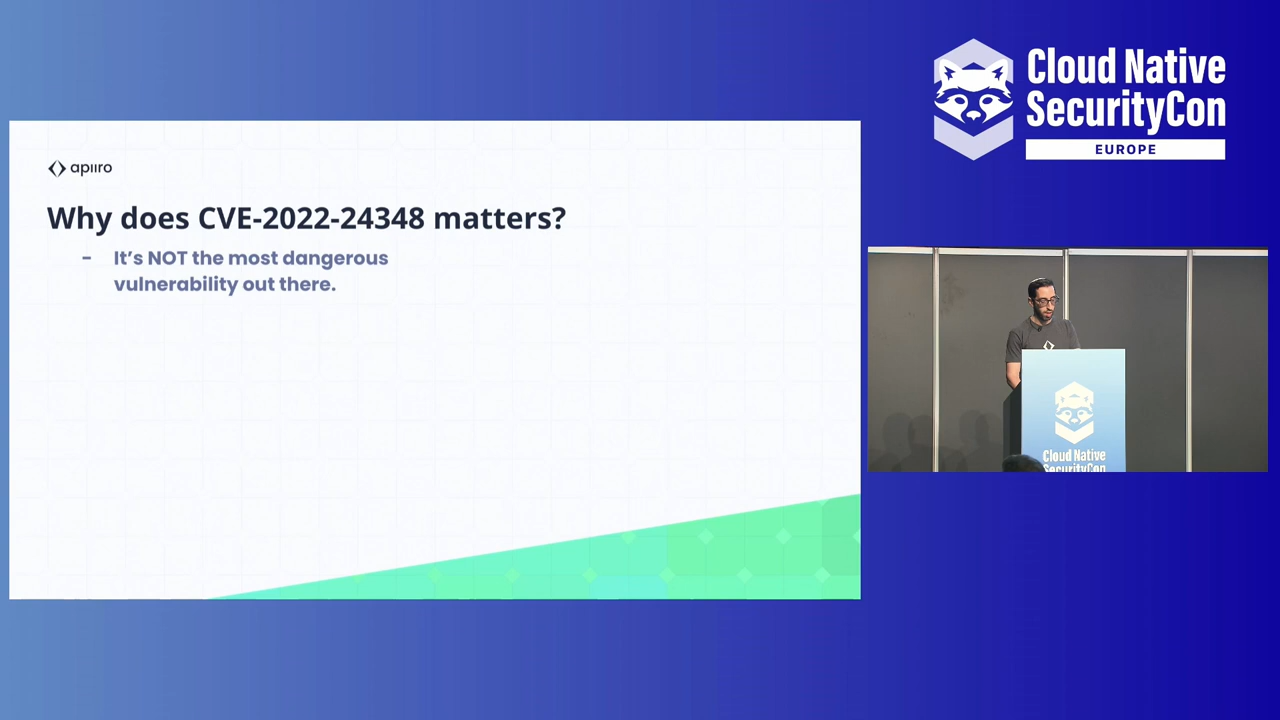 apiiro
Why does CVE-2022-24348 matters?
- It's NOT the most dangerous
vulnerability out there.
Cloud Native
SecurityCon
EUROPE
Cloud Native
SecurityCon